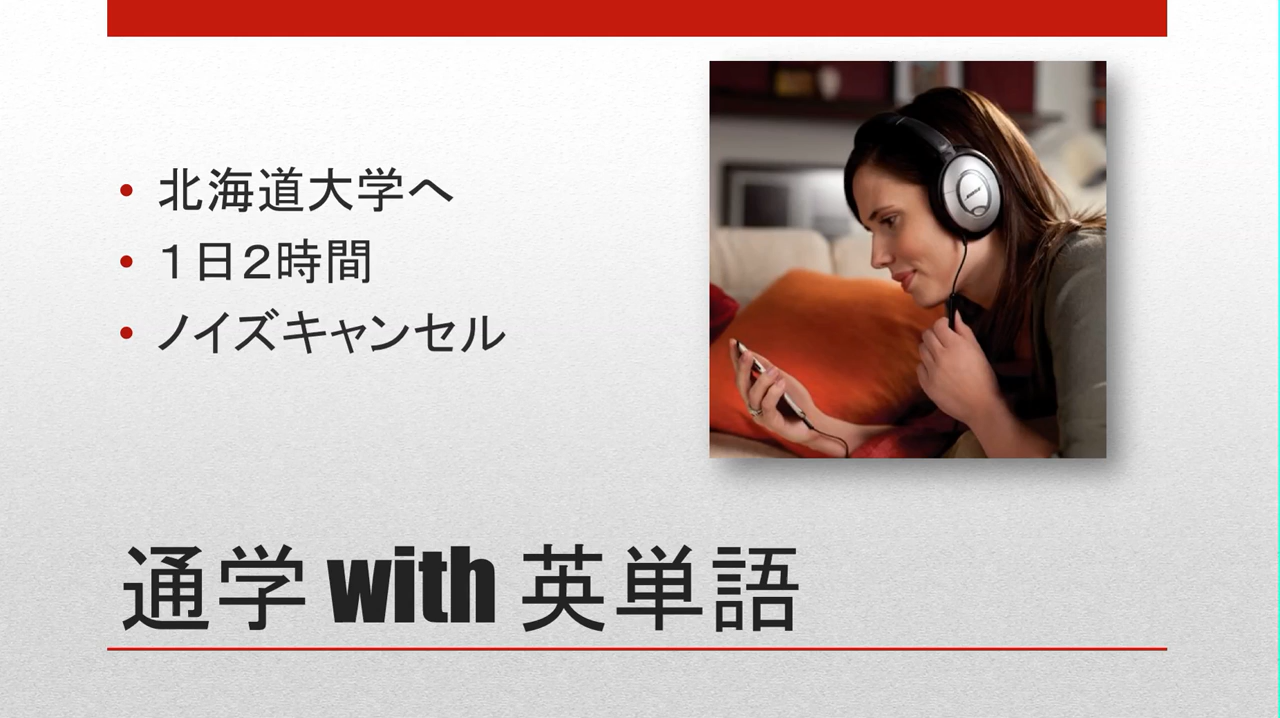 北海道大学へ
１日２時間
ノイズキャンセル
通学 with 英単語